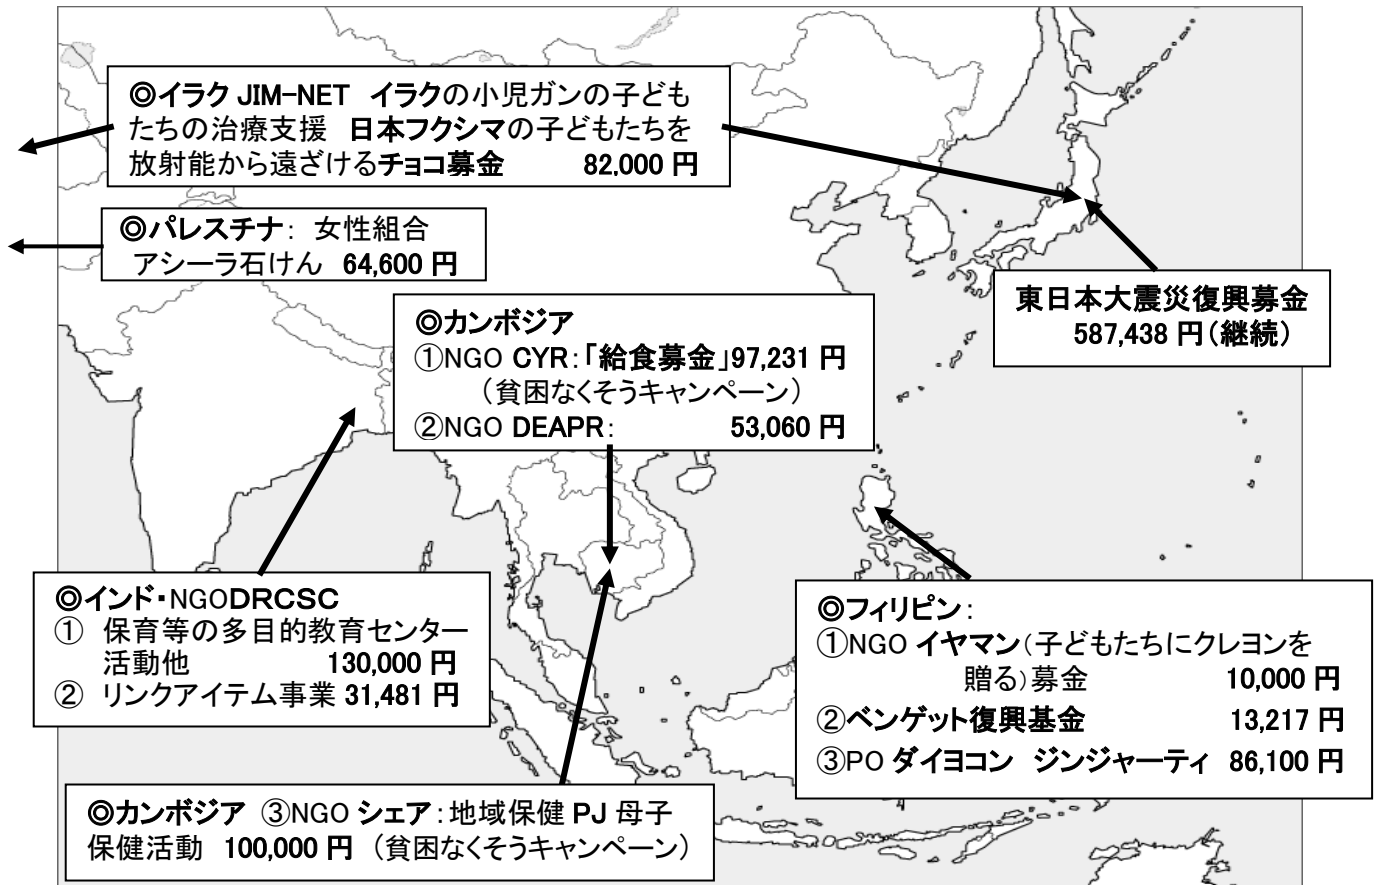 ◎イラク JIM-NET イラクの小児ガンの子ども
たちの治療支援 日本フクシマの子どもたちを
放射能から遠ざけるチョコ募金 82,000 円
◎パレスチナ： 女性組合
アシーラ石けん 64,600 円
東日本大震災復興募金
587,438 円（継続）
◎カンボジア
①NGO CYR：「給食募金」97,231 円
（貧困なくそうキャンペーン）
②NGO DEAPR： 53,060 円
◎インド・NGODRCSC
① 保育等の多目的教育センター
活動他 130,000 円
② リンクアイテム事業 31,481 円
◎フィリピン：
①NGO イヤマン（子どもたちにクレヨンを
贈る）募金 10,000 円
②ベンゲット復興基金 13,217 円
③PO ダイヨコン ジンジャーティ 86,100 円
◎カンボジア ③NGO シェア：地域保健 PJ 母子
保健活動 100,000 円 （貧困なくそうキャンペーン）